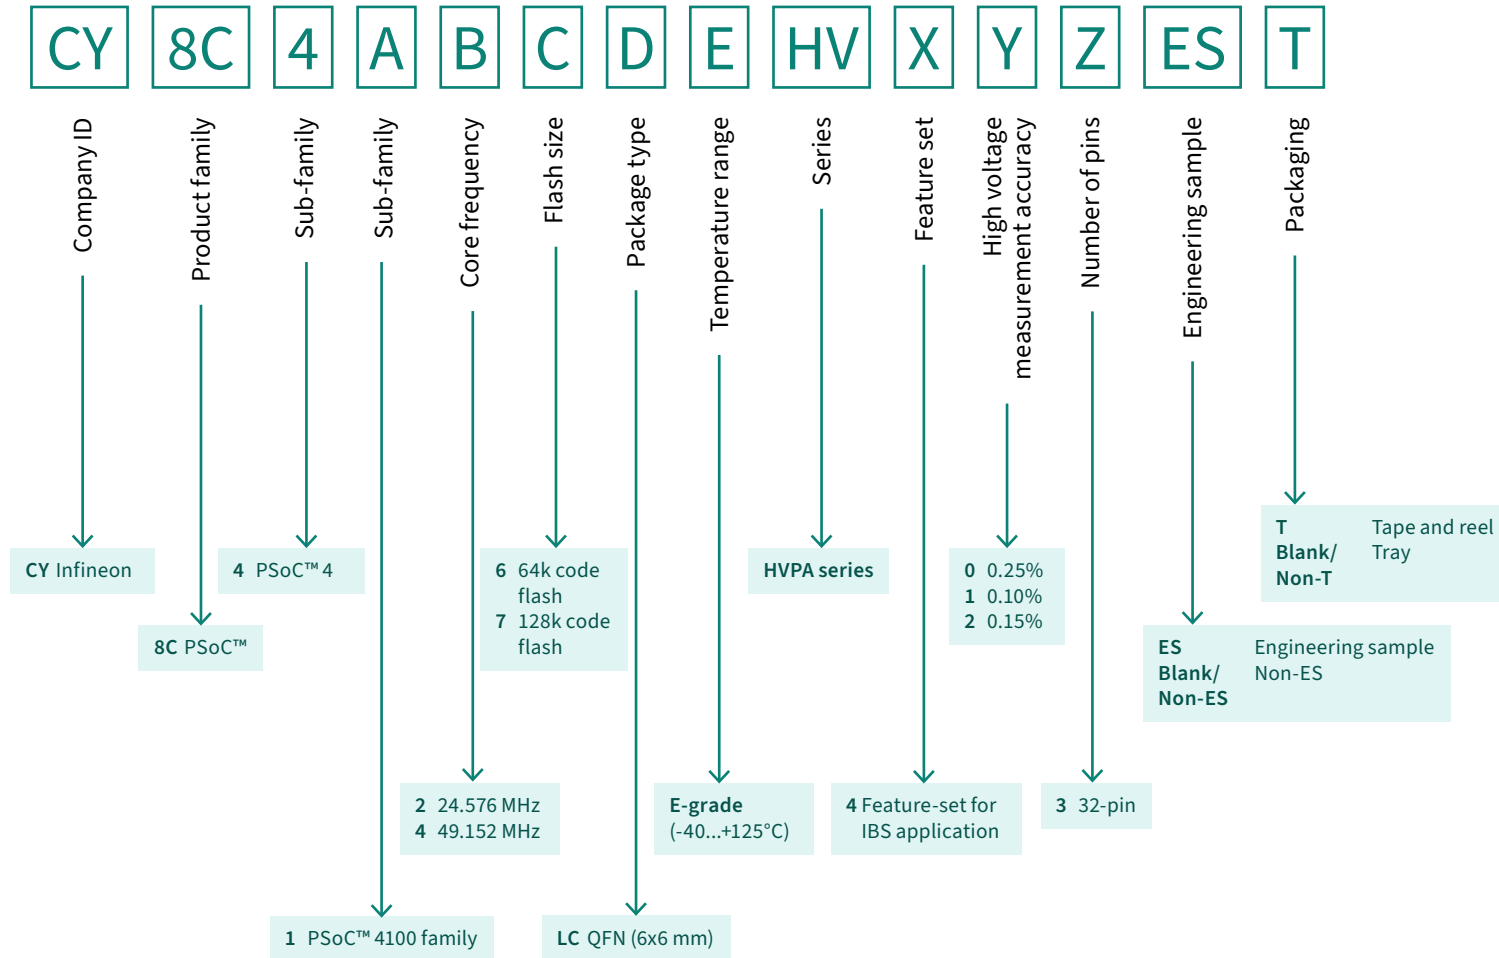 CY 8C 4 A B C D E HV X Y Z ES T
Company ID
Product family
Sub-family
Sub-family
Core frequency
Flash size
Package type
Temperature range
Series
Feature set
High voltage
measurement accuracy
Number of pins
Engineering sample
Packaging
CY Infineon
8C PSoC™
4 PSoC™ 4
1 PSoC™ 4100 family
2 24.576 MHz
4 49.152 MHz
6 64k code
flash
7 128k code
flash
LC QFN (6x6 mm)
E-grade
(-40...+125°C)
HVPA series
4 Feature-set for
IBS application
0 0.25%
1 0.10%
2 0.15%
3 32-pin
ES Engineering sample
Blank/ Non-ES
Non-ES
T Tape and reel
Blank/ Tray
Non-T